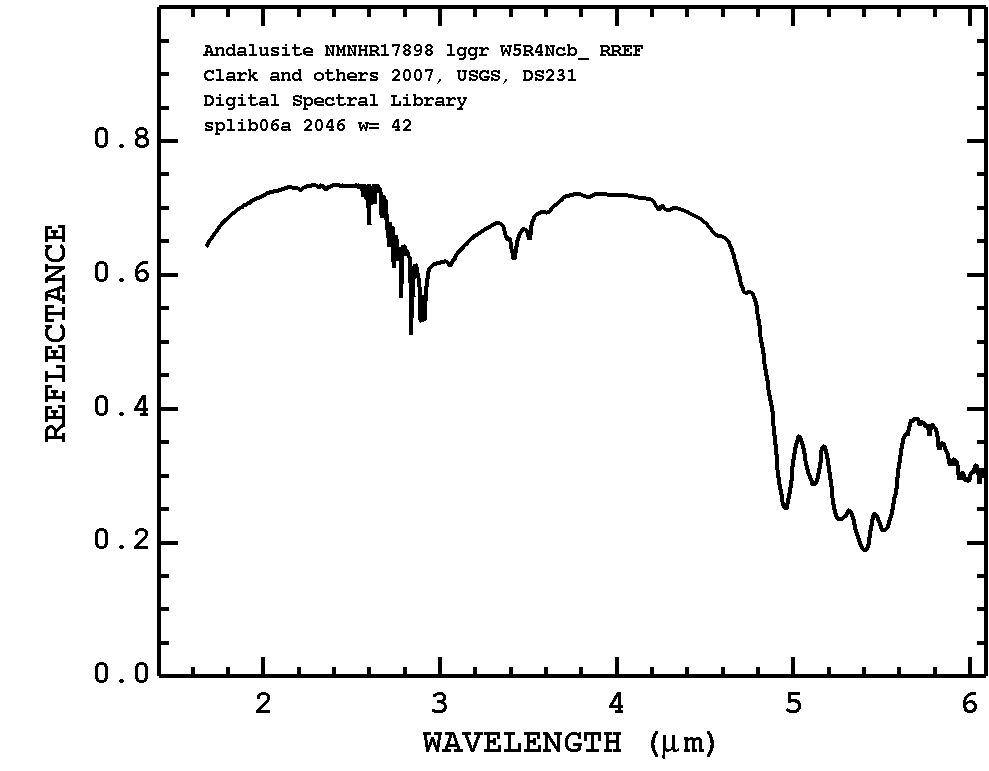 Andalusite NMNHR17898 lggr W5R4Ncb_ RREF
Clark and others 2007, USGS, DS231
Digital Spectral Library
splib06a 2046 w= 42
0.8
0.6
0.4
0.2
0.0
REFLECTANCE
2 3 4 5 6
WAVELENGTH (μm)